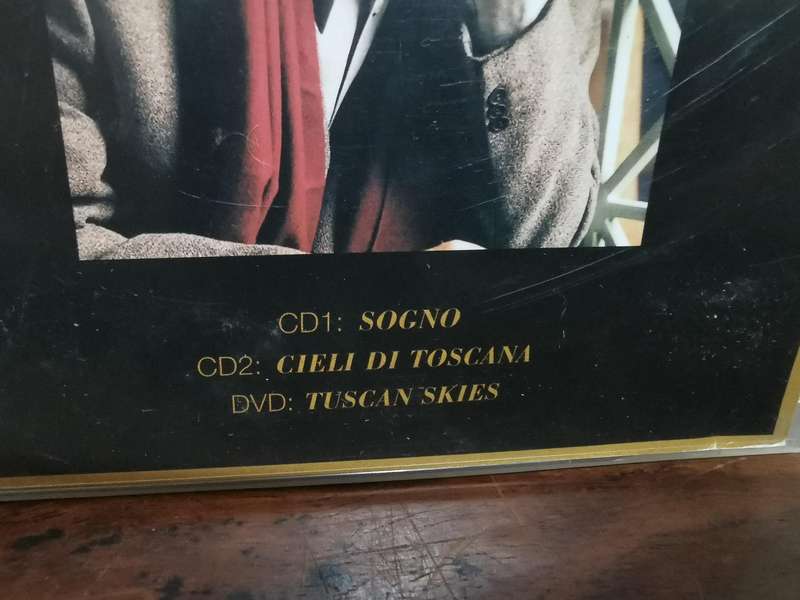 CD1: SOGNO
CD2: CIELI DI TOSCANA
DVD: TUSCAN SKIES